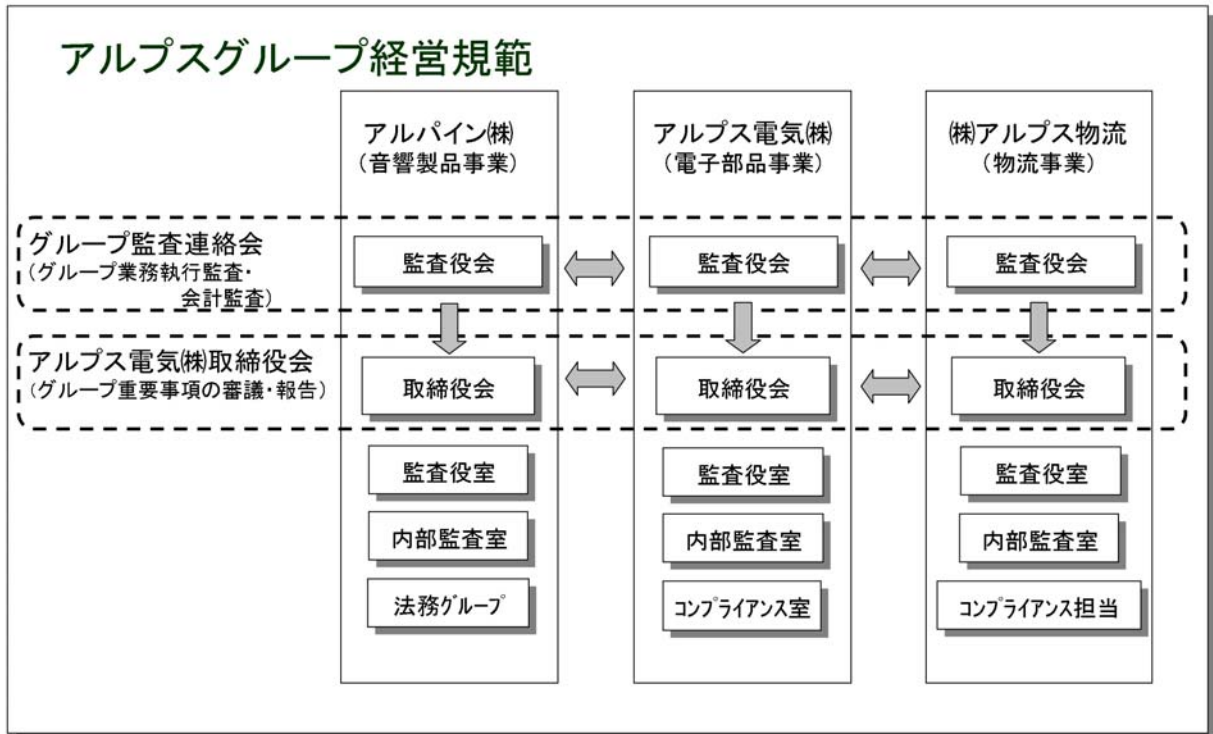 アルプスグループ経営規範
アルパイン㈱
（音響製品事業）
アルプス電気㈱
（電子部品事業）
㈱アルプス物流
（物流事業）
グループ監査連絡会
（グループ業務執行監査・
会計監査）
監査役会
監査役会
監査役会
アルプス電気㈱取締役会
（グループ重要事項の審議・報告）
取締役会
取締役会
取締役会
監査役室
監査役室
監査役室
内部監査室
内部監査室
内部監査室
法務ｸﾞﾙｰﾌﾟ
ｺﾝﾌﾟﾗｲｱﾝｽ室
ｺﾝﾌﾟﾗｲｱﾝｽ担当